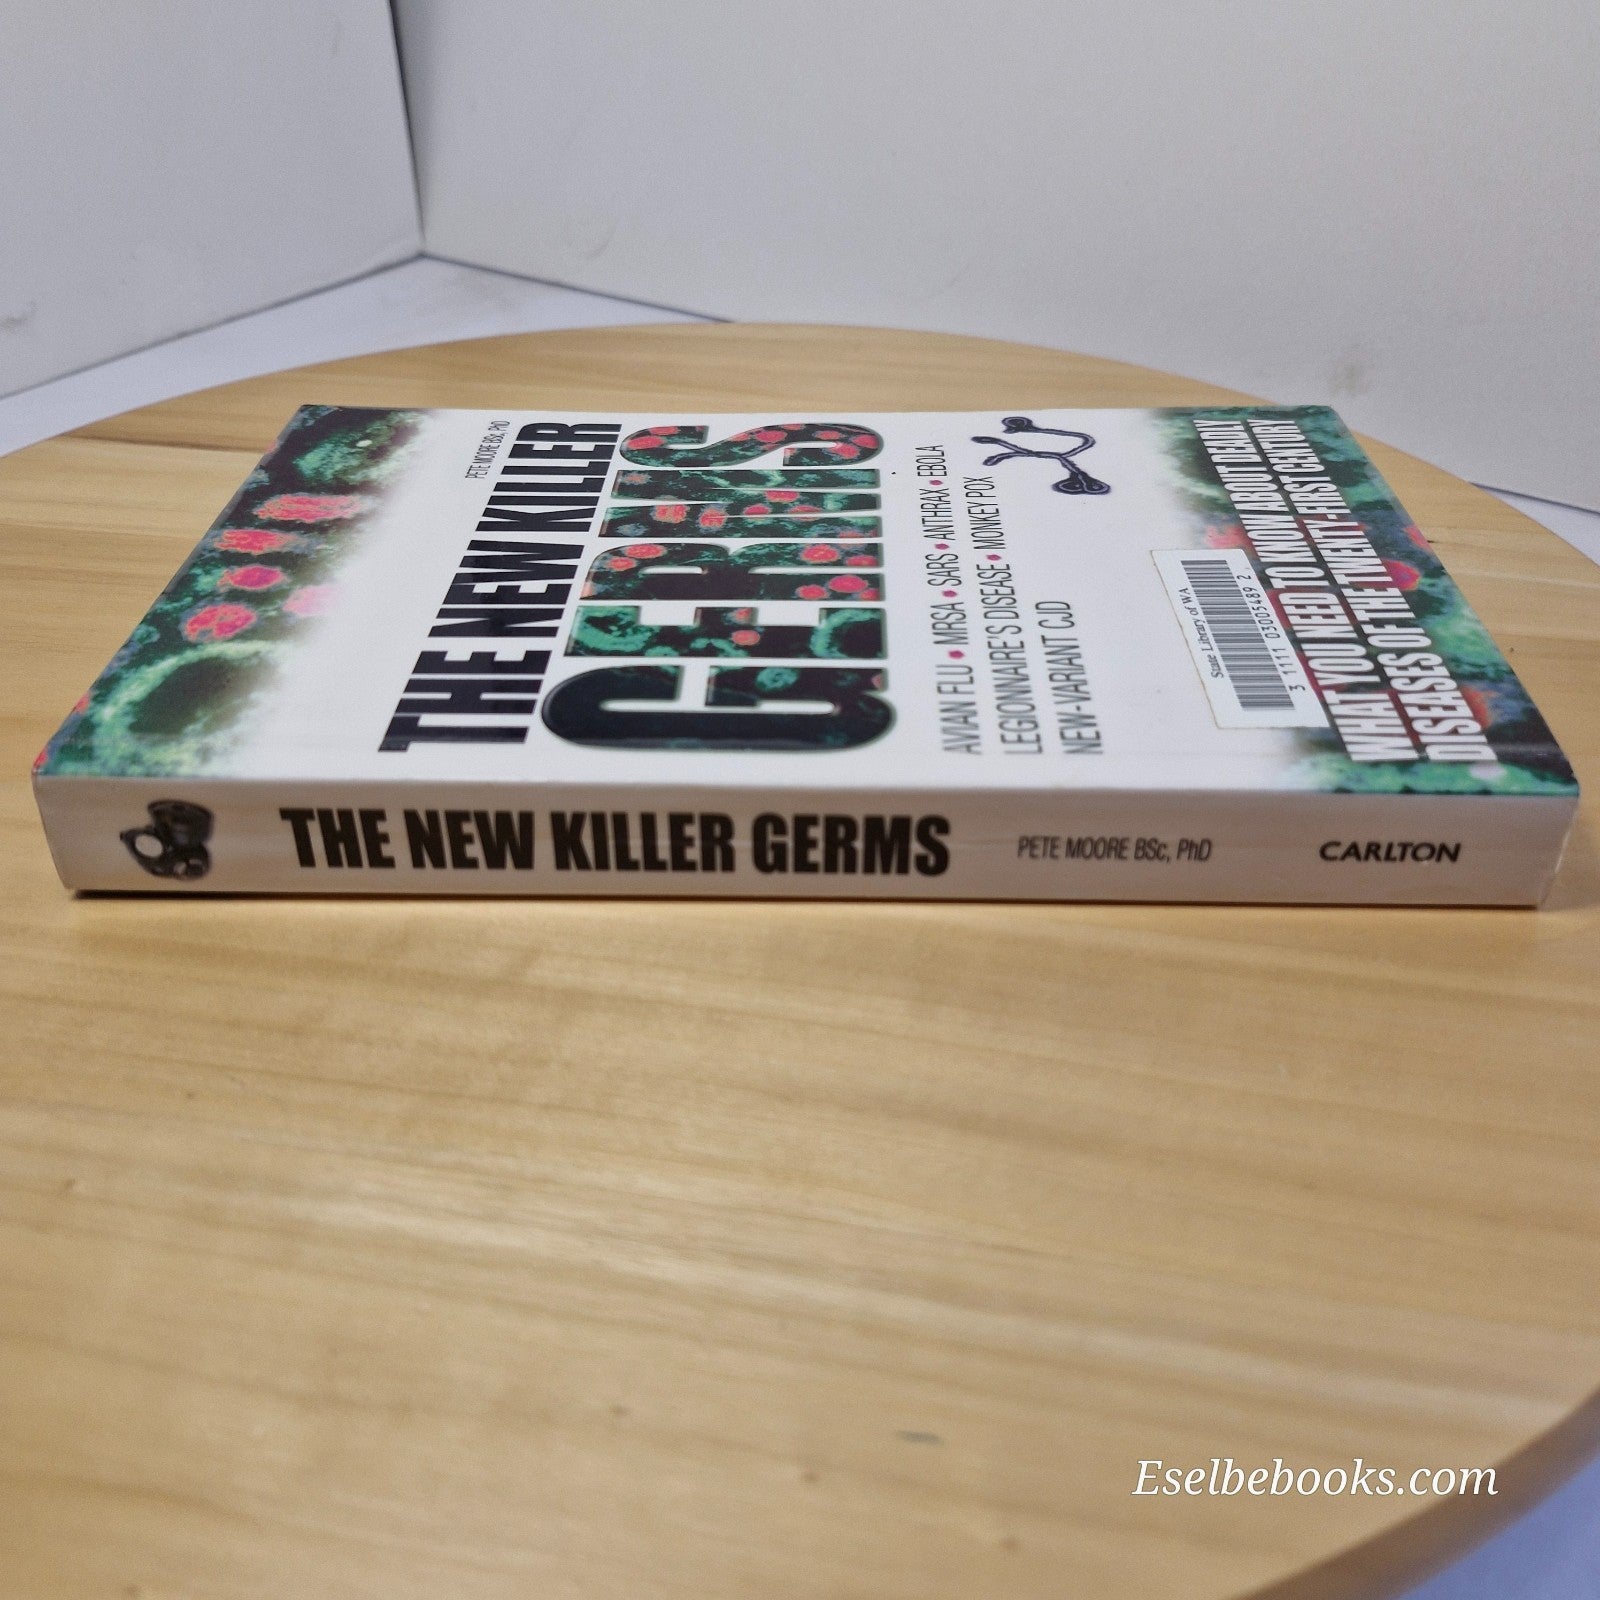 PETE MOORE BSc, PhD
THE NEW KILLER
GERMS
AVIAN FLU • MRSA • SARS • ANTHRAX • EBOLA
LEGIONNAIRE'S DISEASE • MONKEY POX
NEW-VARIANT CJD
State Library of WA
3 1111 03005489 2
WHAT YOU NEED TO KNOW ABOUT DEADLY
DISEASES OF THE TWENTY-FIRST CENTURY
THE NEW KILLER GERMS
PETE MOORE BSc, PhD
CARLTON
Eselbebooks.com